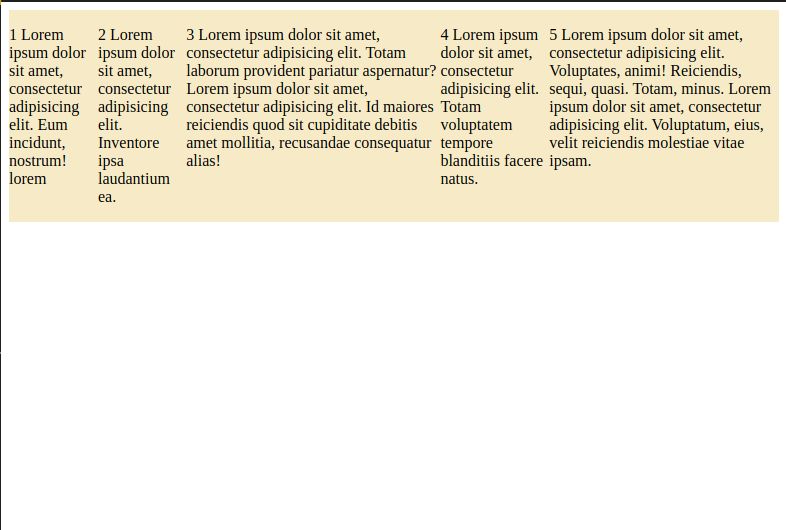 1 Lorem
ipsum dolor
sit amet,
consectetur
adipisicing
elit. Eum
incidunt,
nostrum!
lorem
2 Lorem
ipsum dolor
sit amet,
consectetur
adipisicing
elit.
Inventore
ipsa
laudantium
ea.
3 Lorem ipsum dolor sit amet,
consectetur adipisicing elit. Totam
laborum provident pariatur aspernatur?
Lorem ipsum dolor sit amet,
consectetur adipisicing elit. Id maiores
reiciendis quod sit cupiditate debitis
amet mollitia, recusandae consequatur
alias!
4 Lorem ipsum
dolor sit amet,
consectetur
adipisicing elit.
Totam
voluptatem
tempore
blanditiis facere
natus.
5 Lorem ipsum dolor sit amet,
consectetur adipisicing elit.
Voluptates, animi! Reiciendis,
sequi, quasi. Totam, minus. Lorem
ipsum dolor sit amet, consectetur
adipisicing elit. Voluptatum, eius,
velit reiciendis molestiae vitae
ipsam.